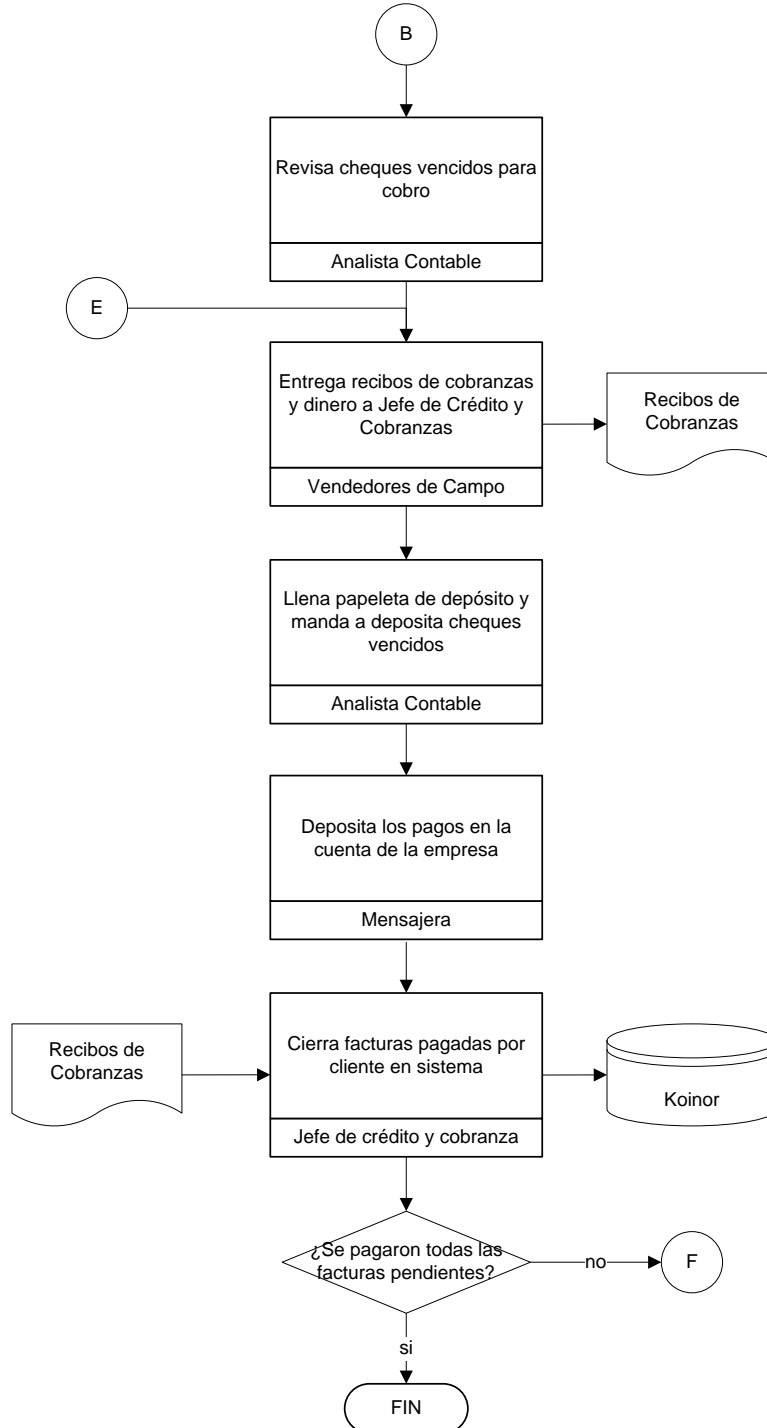 B
Revisa cheques vencidos para
cobro
Analista Contable
E
Entrega recibos de cobranzas
y dinero a Jefe de Crédito y
Cobranzas
Vendedores de Campo
Recibos de
Cobranzas
Llena papeleta de depósito y
manda a deposita cheques
vencidos
Analista Contable
Deposita los pagos en la
cuenta de la empresa
Mensajera
Recibos de
Cobranzas
Cierra facturas pagadas por
cliente en sistema
Jefe de crédito y cobranza
Koinor
¿Se pagaron todas las
facturas pendientes?
no
F
si
FIN